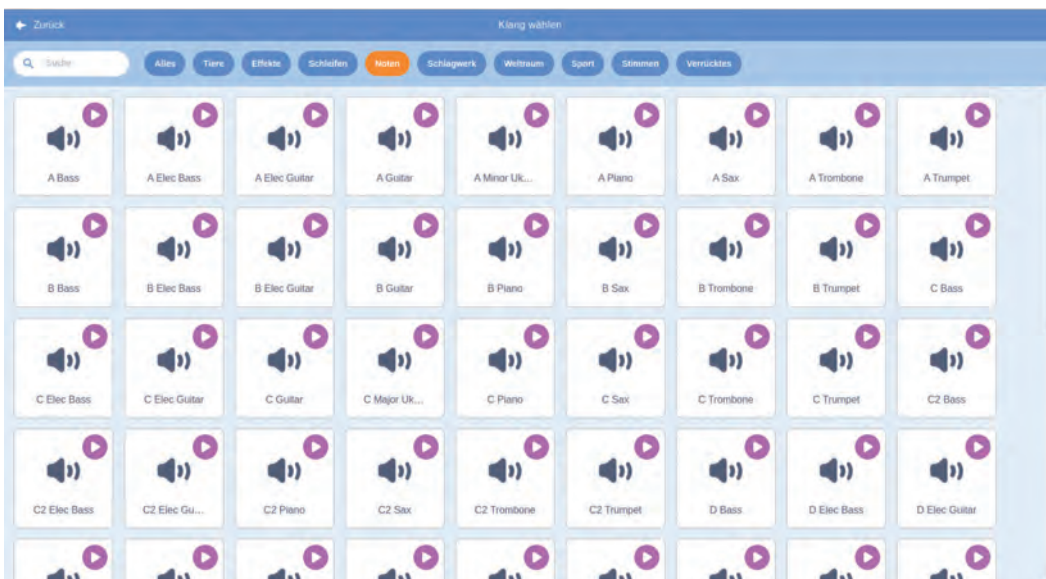 Zurück Klang wählen
Suche Alles Tiere Effekte Schleifen Noten Schlagwerk Weltraum Sport Stimmen Verrücktes
A Bass A Elec Bass A Elec Guitar A Guitar A Minor Uk... A Piano A Sax A Trombone A Trumpet
B Bass B Elec Bass B Elec Guitar B Guitar B Piano B Sax B Trombone B Trumpet C Bass
C Elec Bass C Elec Guitar C Guitar C Major Uk... C Piano C Sax C Trombone C Trumpet C2 Bass
C2 Elec Bass C2 Elec Gu... C2 Piano C2 Sax C2 Trombone C2 Trumpet D Bass D Elec Bass D Elec Guitar